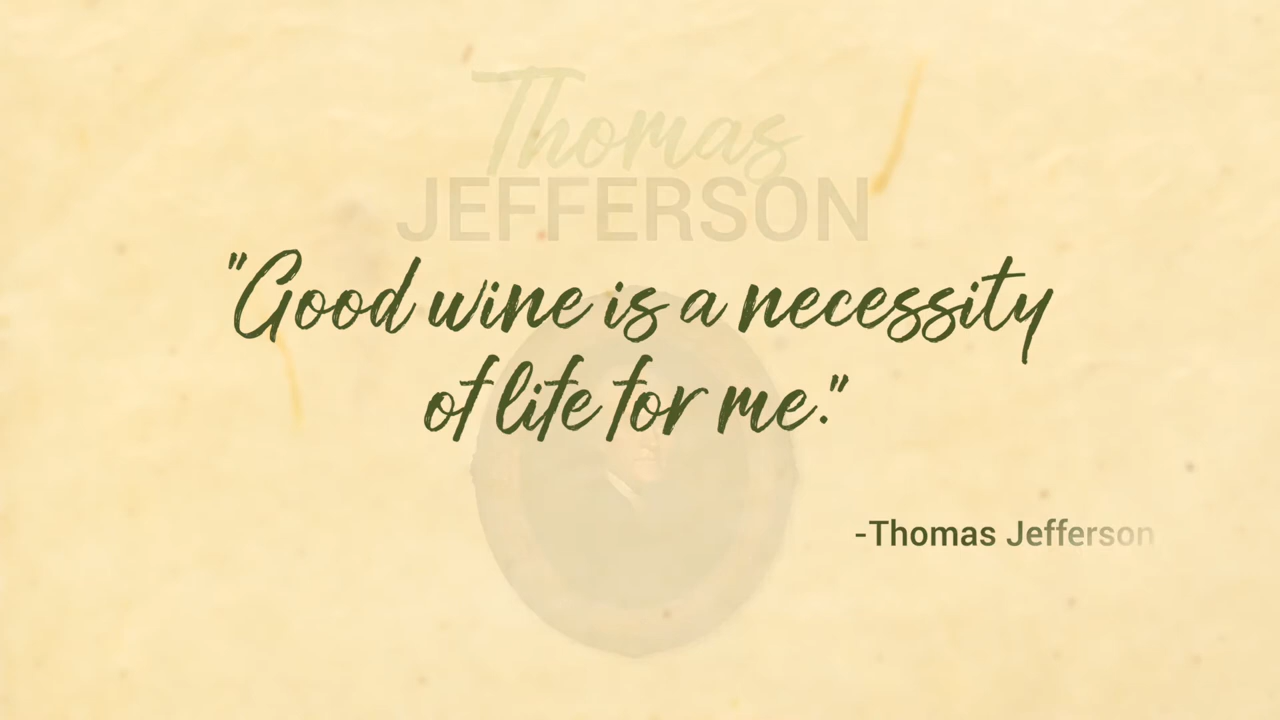 Thomas
JEFFERSON
"Good wine is a necessity
of life for me."
-Thomas Jefferson